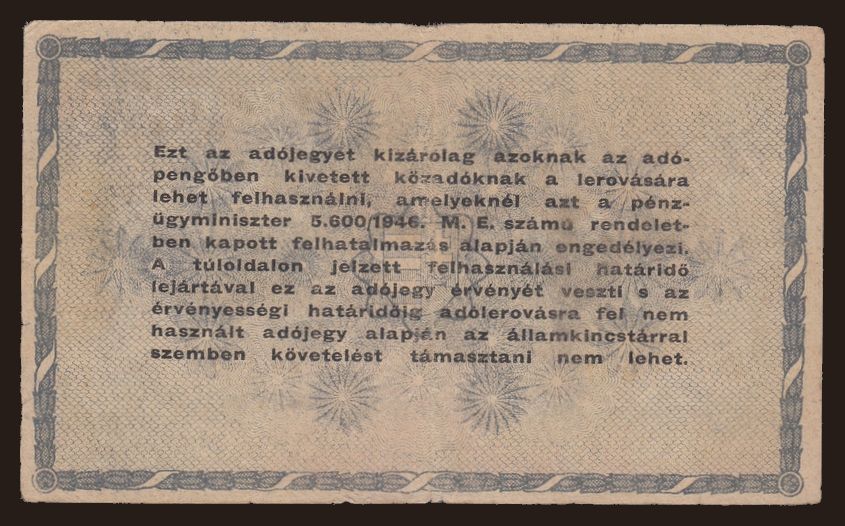 Ezt az adójegyet kizárólag azoknak az adó-
pengőben kivetett közadóknak a lerovására
lehet felhasználni, amelyeknél azt a pénz-
ügyminiszter 5.600/1946. M. E. számú rendelet-
ben kapott felhatalmazás alapján engedélyezi.
A túloldalon jelzett felhasználási határidő
lejártával ez az adójegy érvényét veszti s az
érvényességi határidőig adólerovásra fel nem
használt adójegy alapján az államkincstárral
szemben követelést támasztani nem lehet.